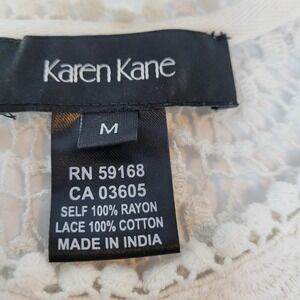 Karen Kane
M
RN 59168
CA 03605
SELF 100% RAYON
LACE 100% COTTON
MADE IN INDIA